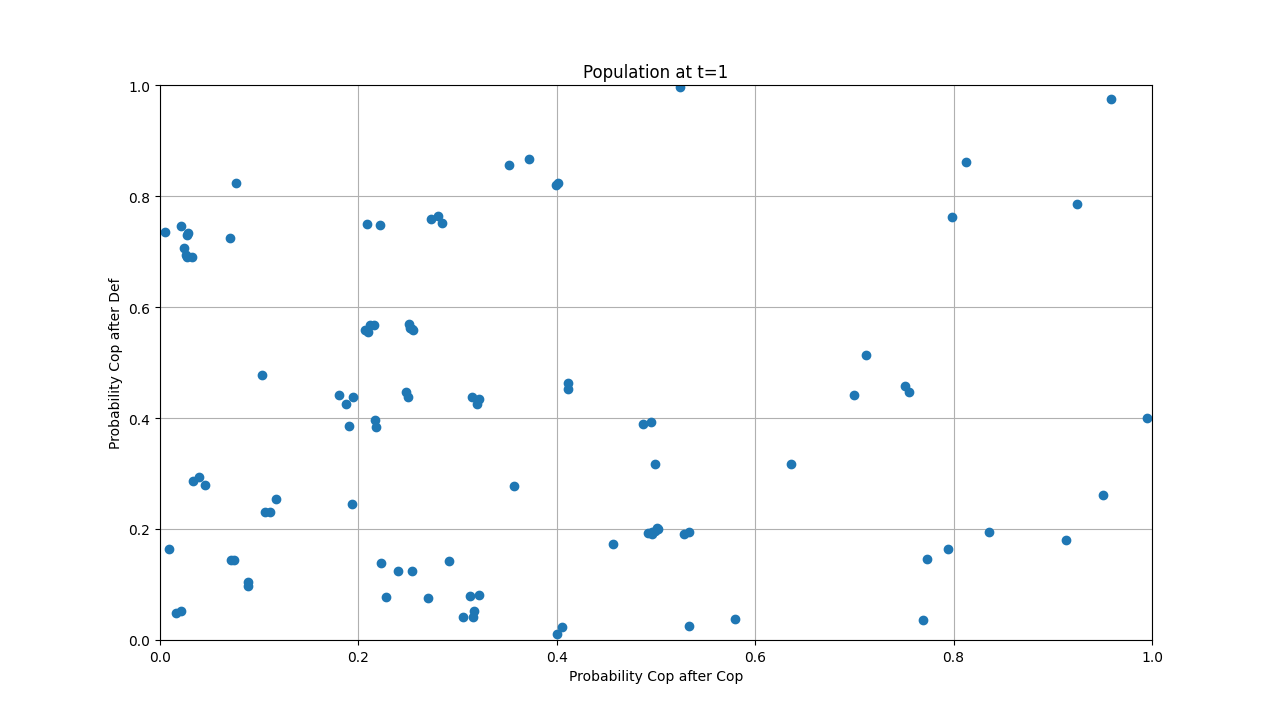 Population at t=1
Probability Cop after Def
1.0
0.8
0.6
0.4
0.2
0.0
0.0 0.2 0.4 0.6 0.8 1.0
Probability Cop after Cop